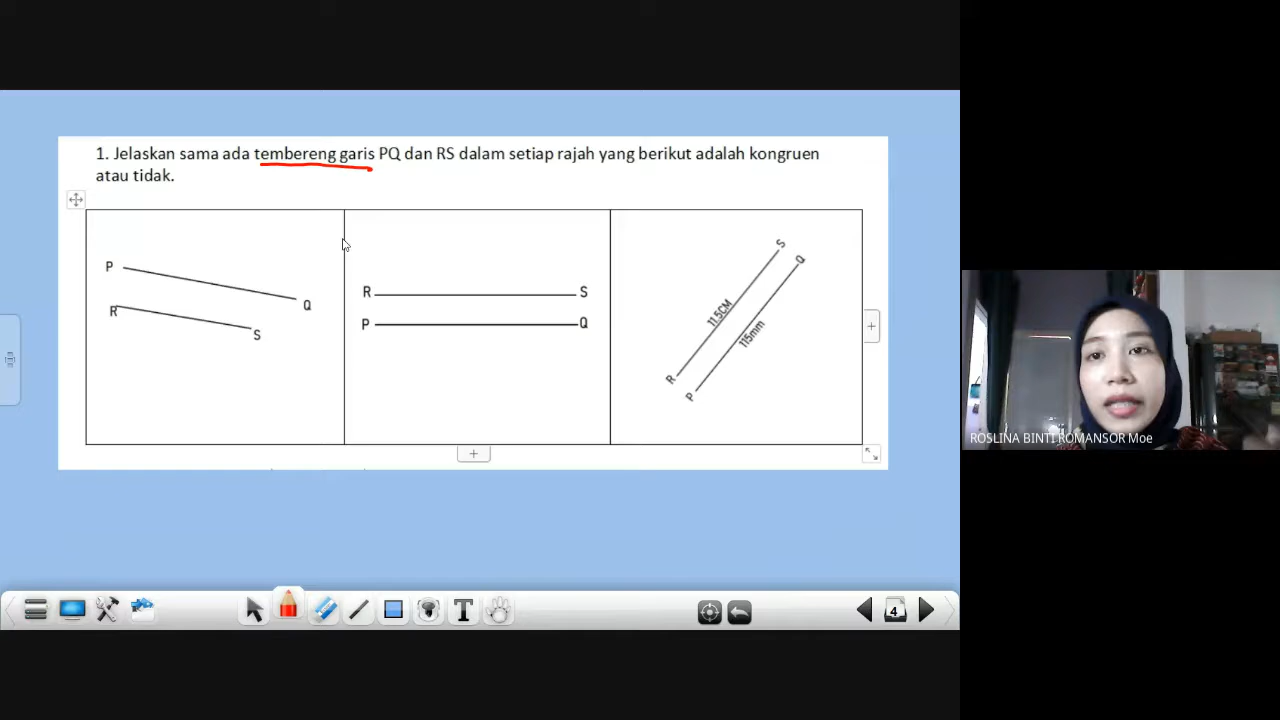 1. Jelaskan sama ada tembereng garis PQ dan RS dalam setiap rajah yang berikut adalah kongruen
atau tidak.
P
Q
R
S
R
S
P
Q
S
Q
11.5CM
115mm
R
P
ROSLINA BINTI ROMANSOR Moe
T
4